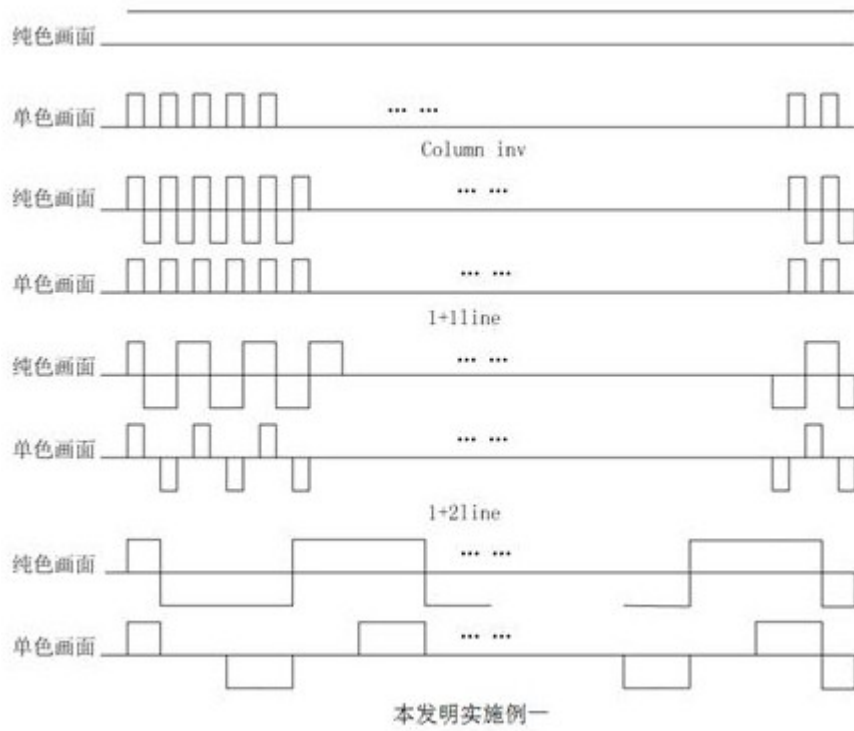 纯色画面
单色画面
... ...
Column inv
纯色画面
... ...
单色画面
... ...
1+1line
纯色画面
... ...
单色画面
... ...
1+2line
纯色画面
... ...
单色画面
... ...
本发明实施例一